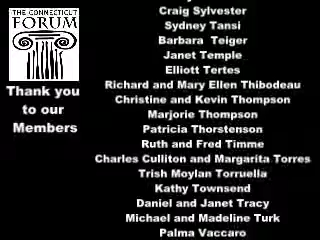 THE CONNECTICUT
FORUM
Thank you
to our
Members
Craig Sylvester
Sydney Tansi
Barbara Teiger
Janet Temple
Elliott Tertes
Richard and Mary Ellen Thibodeau
Christine and Kevin Thompson
Marjorie Thompson
Patricia Thorstenson
Ruth and Fred Timme
Charles Culliton and Margarita Torres
Trish Moylan Torruella
Kathy Townsend
Daniel and Janet Tracy
Michael and Madeline Turk
Palma Vaccaro